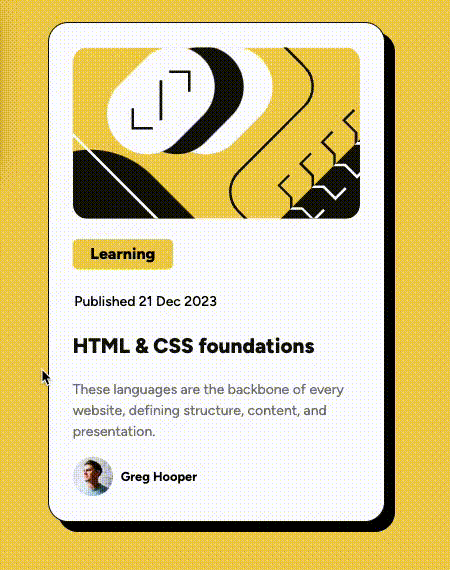 Learning
Published 21 Dec 2023
HTML & CSS foundations
These languages are the backbone of every
website, defining structure, content, and
presentation.
Greg Hooper